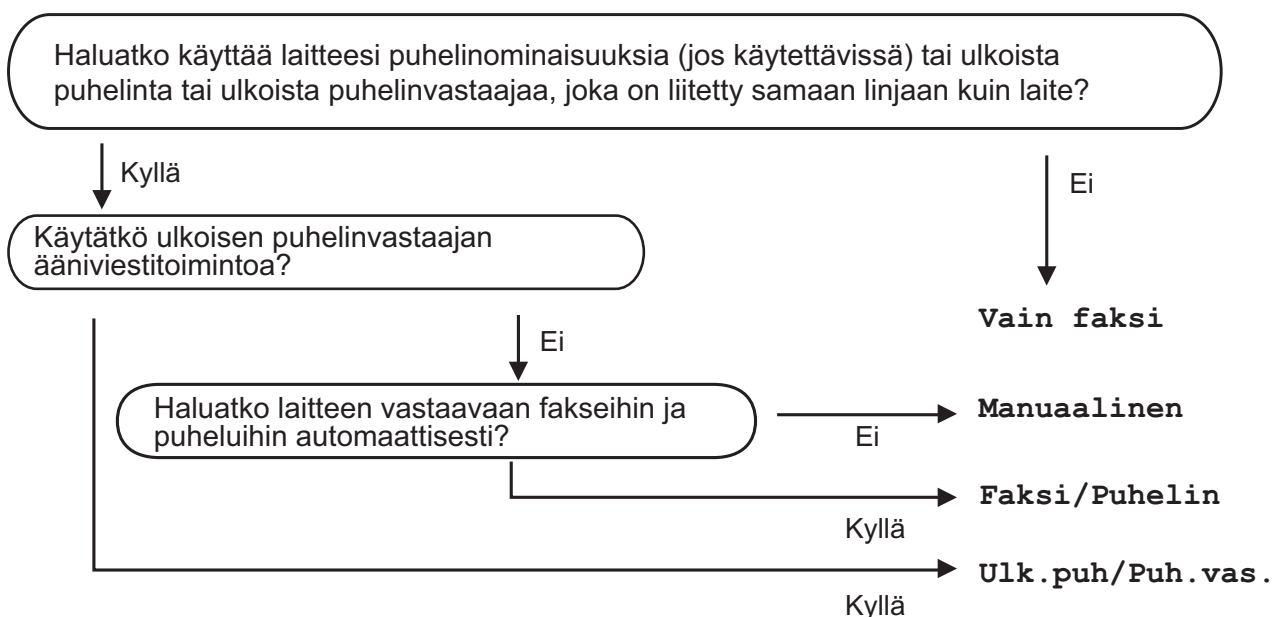 Haluatko käyttää laitteesi puhelinominaisuuksia (jos käytettävissä) tai ulkoista
puhelinta tai ulkoista puhelinvastaajaa, joka on liitetty samaan linjaan kuin laite?
Kyllä
Ei
Käytätkö ulkoisen puhelinvastaajan
ääniviestitoimintoa?
Vain faksi
Ei
Haluatko laitteen vastaavaan fakseihin ja
puheluihin automaattisesti?
Ei
Manuaalinen
Kyllä
Faksi/Puhelin
Kyllä
Ulk.puh/Puh.vas.